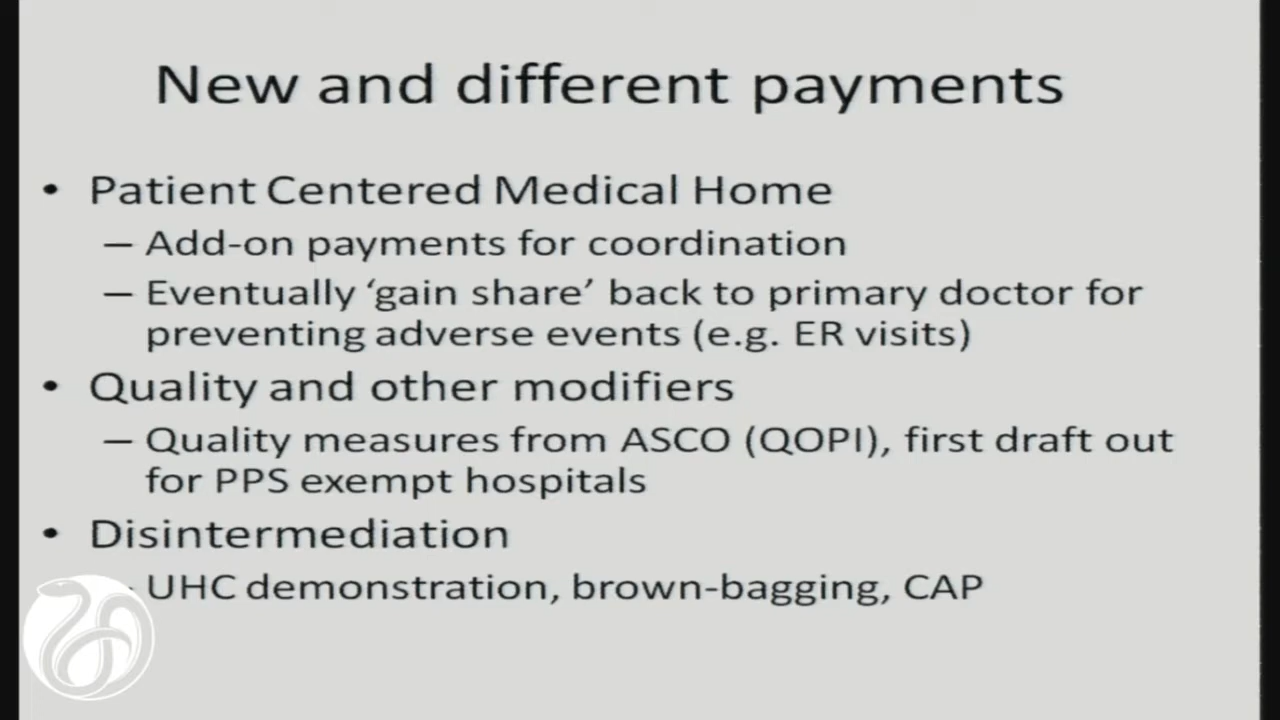 New and different payments
• Patient Centered Medical Home
– Add-on payments for coordination
– Eventually ‘gain share’ back to primary doctor for
preventing adverse events (e.g. ER visits)
• Quality and other modifiers
– Quality measures from ASCO (QOPI), first draft out
for PPS exempt hospitals
• Disintermediation
UHC demonstration, brown-bagging, CAP